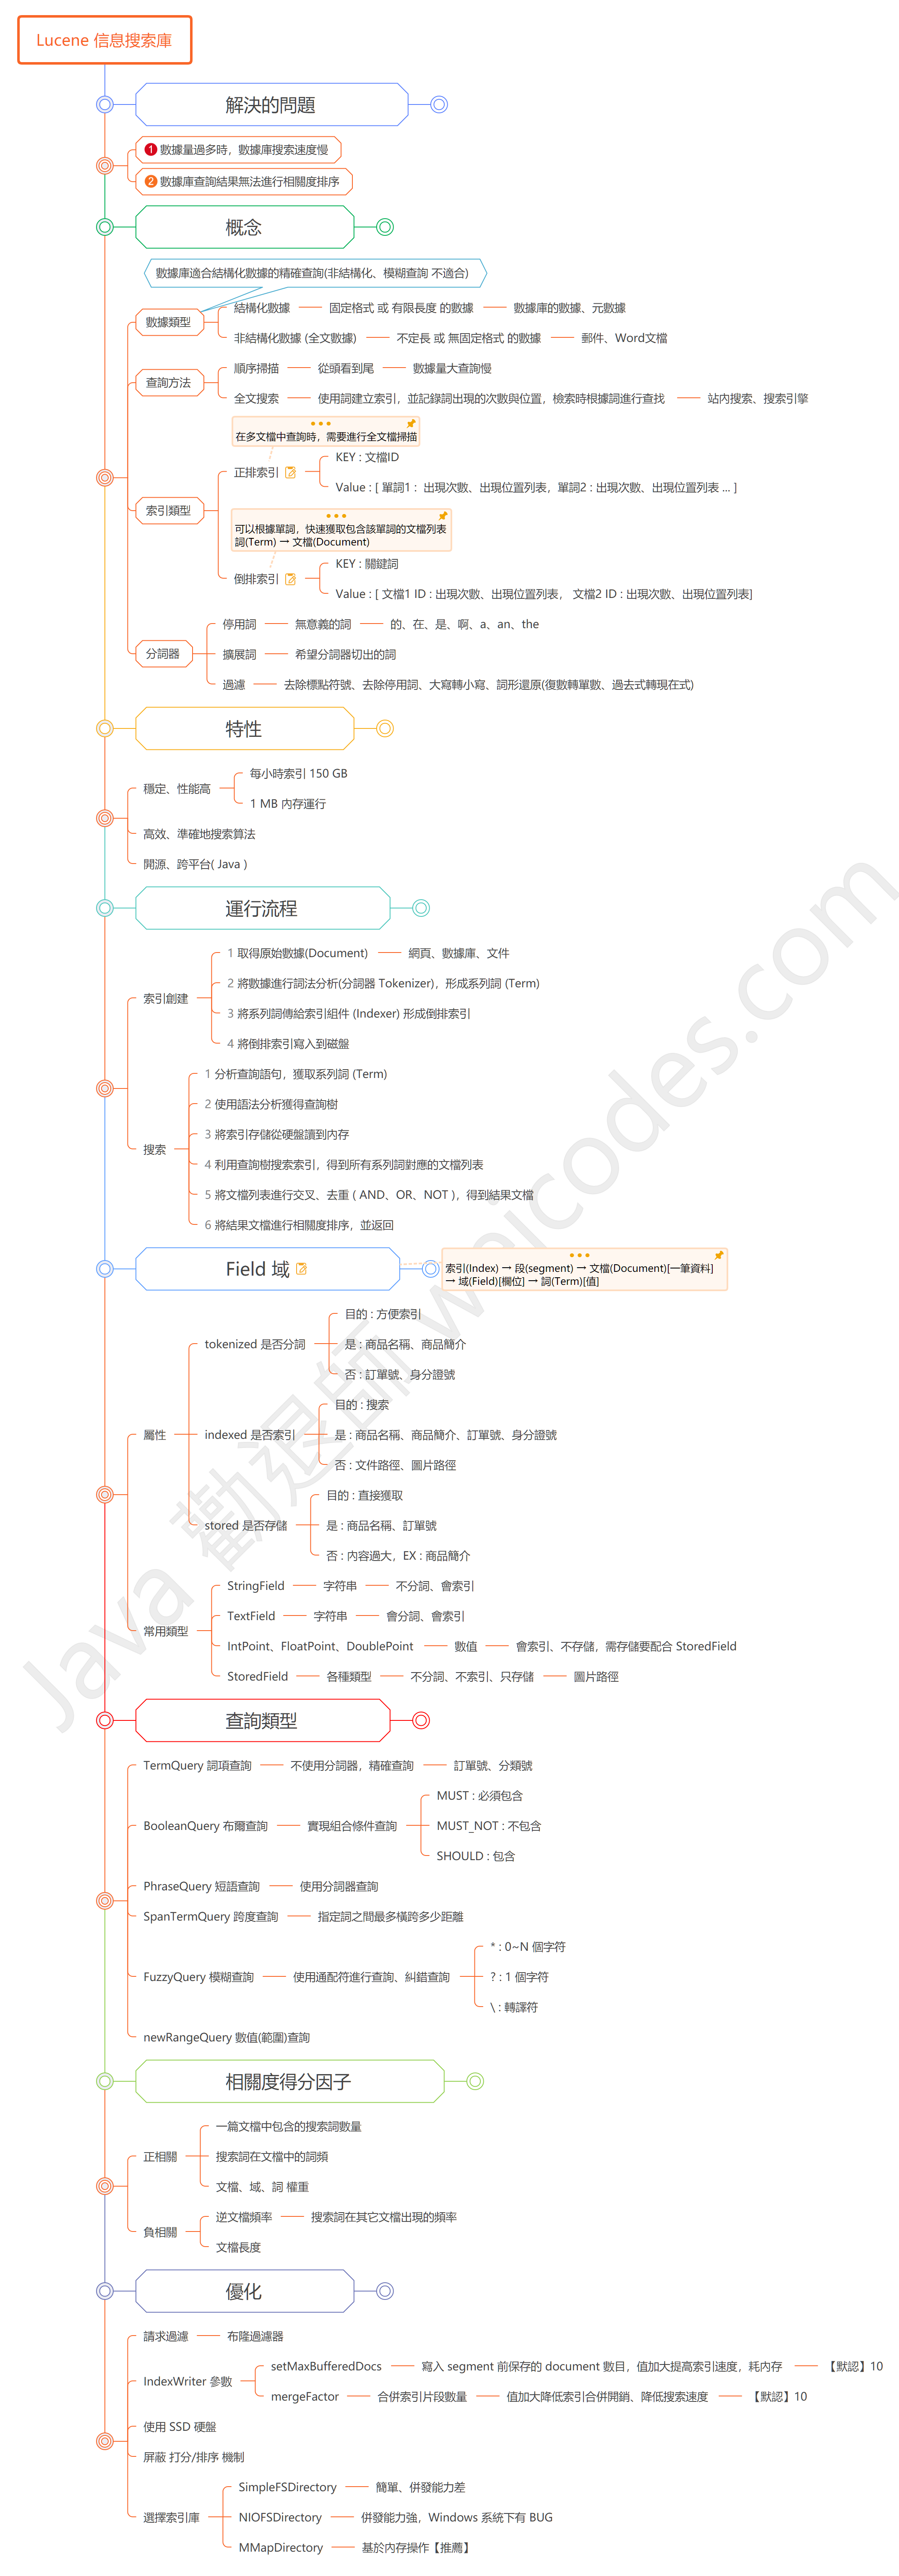 Lucene 信息搜索庫
解決的問題
1 數據量過多時，數據庫搜索速度慢
2 數據庫查詢結果無法進行相關度排序
概念
數據庫適合結構化數據的精確查詢(非結構化、模糊查詢 不適合)
數據類型
結構化數據 固定格式 或 有限長度 的數據 數據庫的數據、元數據
非結構化數據 (全文數據) 不定長 或 無固定格式 的數據 郵件、Word文檔
查詢方法
順序掃描 從頭看到尾 數據量大查詢慢
全文搜索 使用詞建立索引，並記錄詞出現的次數與位置，檢索時根據詞進行查找 站內搜索、搜索引擎
索引類型
在多文檔中查詢時，需要進行全文檔掃描
正排索引
KEY : 文檔ID
Value : [ 單詞1 : 出現次數、出現位置列表，單詞2 : 出現次數、出現位置列表 ... ]
可以根據單詞，快速獲取包含該單詞的文檔列表
詞(Term) → 文檔(Document)
倒排索引
KEY : 關鍵詞
Value : [ 文檔1 ID : 出現次數、出現位置列表， 文檔2 ID : 出現次數、出現位置列表]
分詞器
停用詞 無意義的詞 的、在、是、啊、a、an、the
擴展詞 希望分詞器切出的詞
過濾 去除標點符號、去除停用詞、大寫轉小寫、詞形還原(復數轉單數、過去式轉現在式)
特性
穩定、性能高
每小時索引 150 GB
1 MB 內存運行
高效、準確地搜索算法
開源、跨平台( Java )
運行流程
索引創建
1 取得原始數據(Document) 網頁、數據庫、文件
2 將數據進行詞法分析(分詞器 Tokenizer)，形成系列詞 (Term)
3 將系列詞傳給索引組件 (Indexer) 形成倒排索引
4 將倒排索引寫入到磁盤
搜索
1 分析查詢語句，獲取系列詞 (Term)
2 使用語法分析獲得查詢樹
3 將索引存儲從硬盤讀到內存
4 利用查詢樹搜索索引，得到所有系列詞對應的文檔列表
5 將文檔列表進行交叉、去重 ( AND、OR、NOT )，得到結果文檔
6 將結果文檔進行相關度排序，並返回
Field 域
索引(Index) → 段(segment) → 文檔(Document)[一筆資料]
→ 域(Field)[欄位] → 詞(Term)[值]
屬性
tokenized 是否分詞
目的 : 方便索引
是 : 商品名稱、商品簡介
否 : 訂單號、身分證號
indexed 是否索引
目的 : 搜索
是 : 商品名稱、商品簡介、訂單號、身分證號
否 : 文件路徑、圖片路徑
stored 是否存儲
目的 : 直接獲取
是 : 商品名稱、訂單號
否 : 內容過大，EX : 商品簡介
常用類型
StringField 字符串 不分詞、會索引
TextField 字符串 會分詞、會索引
IntPoint、FloatPoint、DoublePoint 數值 會索引、不存儲，需存儲要配合 StoredField
StoredField 各種類型 不分詞、不索引、只存儲 圖片路徑
查詢類型
TermQuery 詞項查詢 不使用分詞器，精確查詢 訂單號、分類號
BooleanQuery 布爾查詢 實現組合條件查詢
MUST : 必須包含
MUST_NOT : 不包含
SHOULD : 包含
PhraseQuery 短語查詢 使用分詞器查詢
SpanTermQuery 跨度查詢 指定詞之間最多橫跨多少距離
FuzzyQuery 模糊查詢 使用通配符進行查詢、糾錯查詢
* : 0~N 個字符
? : 1 個字符
\ : 轉譯符
newRangeQuery 數值(範圍)查詢
相關度得分因子
正相關
一篇文檔中包含的搜索詞數量
搜索詞在文檔中的詞頻
文檔、域、詞 權重
負相關
逆文檔頻率 搜索詞在其它文檔出現的頻率
文檔長度
優化
請求過濾 布隆過濾器
IndexWriter 參數
setMaxBufferedDocs 寫入 segment 前保存的 document 數目，值加大提高索引速度，耗內存 【默認】10
mergeFactor 合併索引片段數量 值加大降低索引合併開銷、降低搜索速度 【默認】10
使用 SSD 硬盤
屏蔽 打分/排序 機制
選擇索引庫
SimpleFSDirectory 簡單、併發能力差
NIOFSDirectory 併發能力強，Windows 系統下有 BUG
MMapDirectory 基於內存操作【推薦】
Java 勸退師 weicodes.com